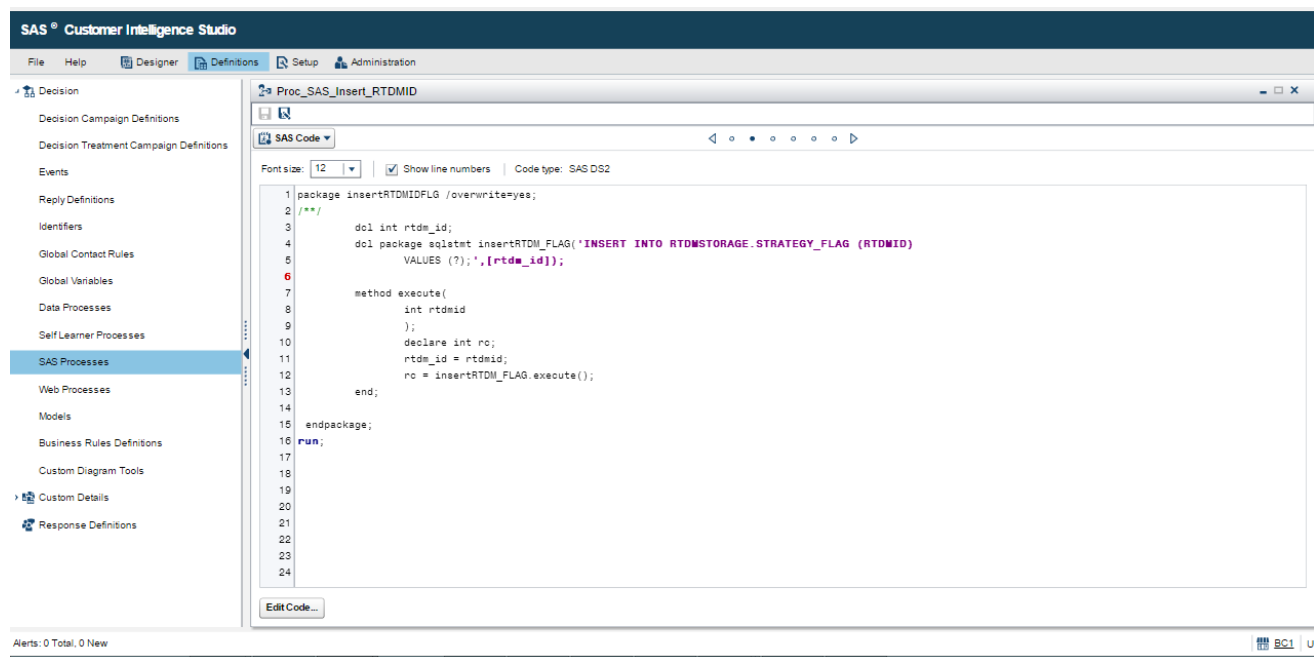 SAS ® Customer Intelligence Studio
File Help Designer Definitions Setup Administration
Decision
Decision Campaign Definitions
Decision Treatment Campaign Definitions
Events
Reply Definitions
Identifiers
Global Contact Rules
Global Variables
Data Processes
Self Learner Processes
SAS Processes
Web Processes
Models
Business Rules Definitions
Custom Diagram Tools
Custom Details
Response Definitions
Proc_SAS_Insert_RTDMID
SAS Code
Font size: 12 Show line numbers Code type: SAS DS2
1 package insertRTDMIDFLG /overwrite=yes;
2 /**/
3 dcl int rtdm_id;
4 dcl package sqlstmt insertRTDM_FLAG('INSERT INTO RTDMSTORAGE.STRATEGY_FLAG (RTDMID)
5 VALUES (?);',[rtdm_id]);
6
7 method execute(
8 int rtdmid
9 );
10 declare int rc;
11 rtdm_id = rtdmid;
12 rc = insertRTDM_FLAG.execute();
13 end;
14
15 endpackage;
16 run;
17
18
19
20
21
22
23
24
Edit Code...
Alerts: 0 Total, 0 New BC1 U